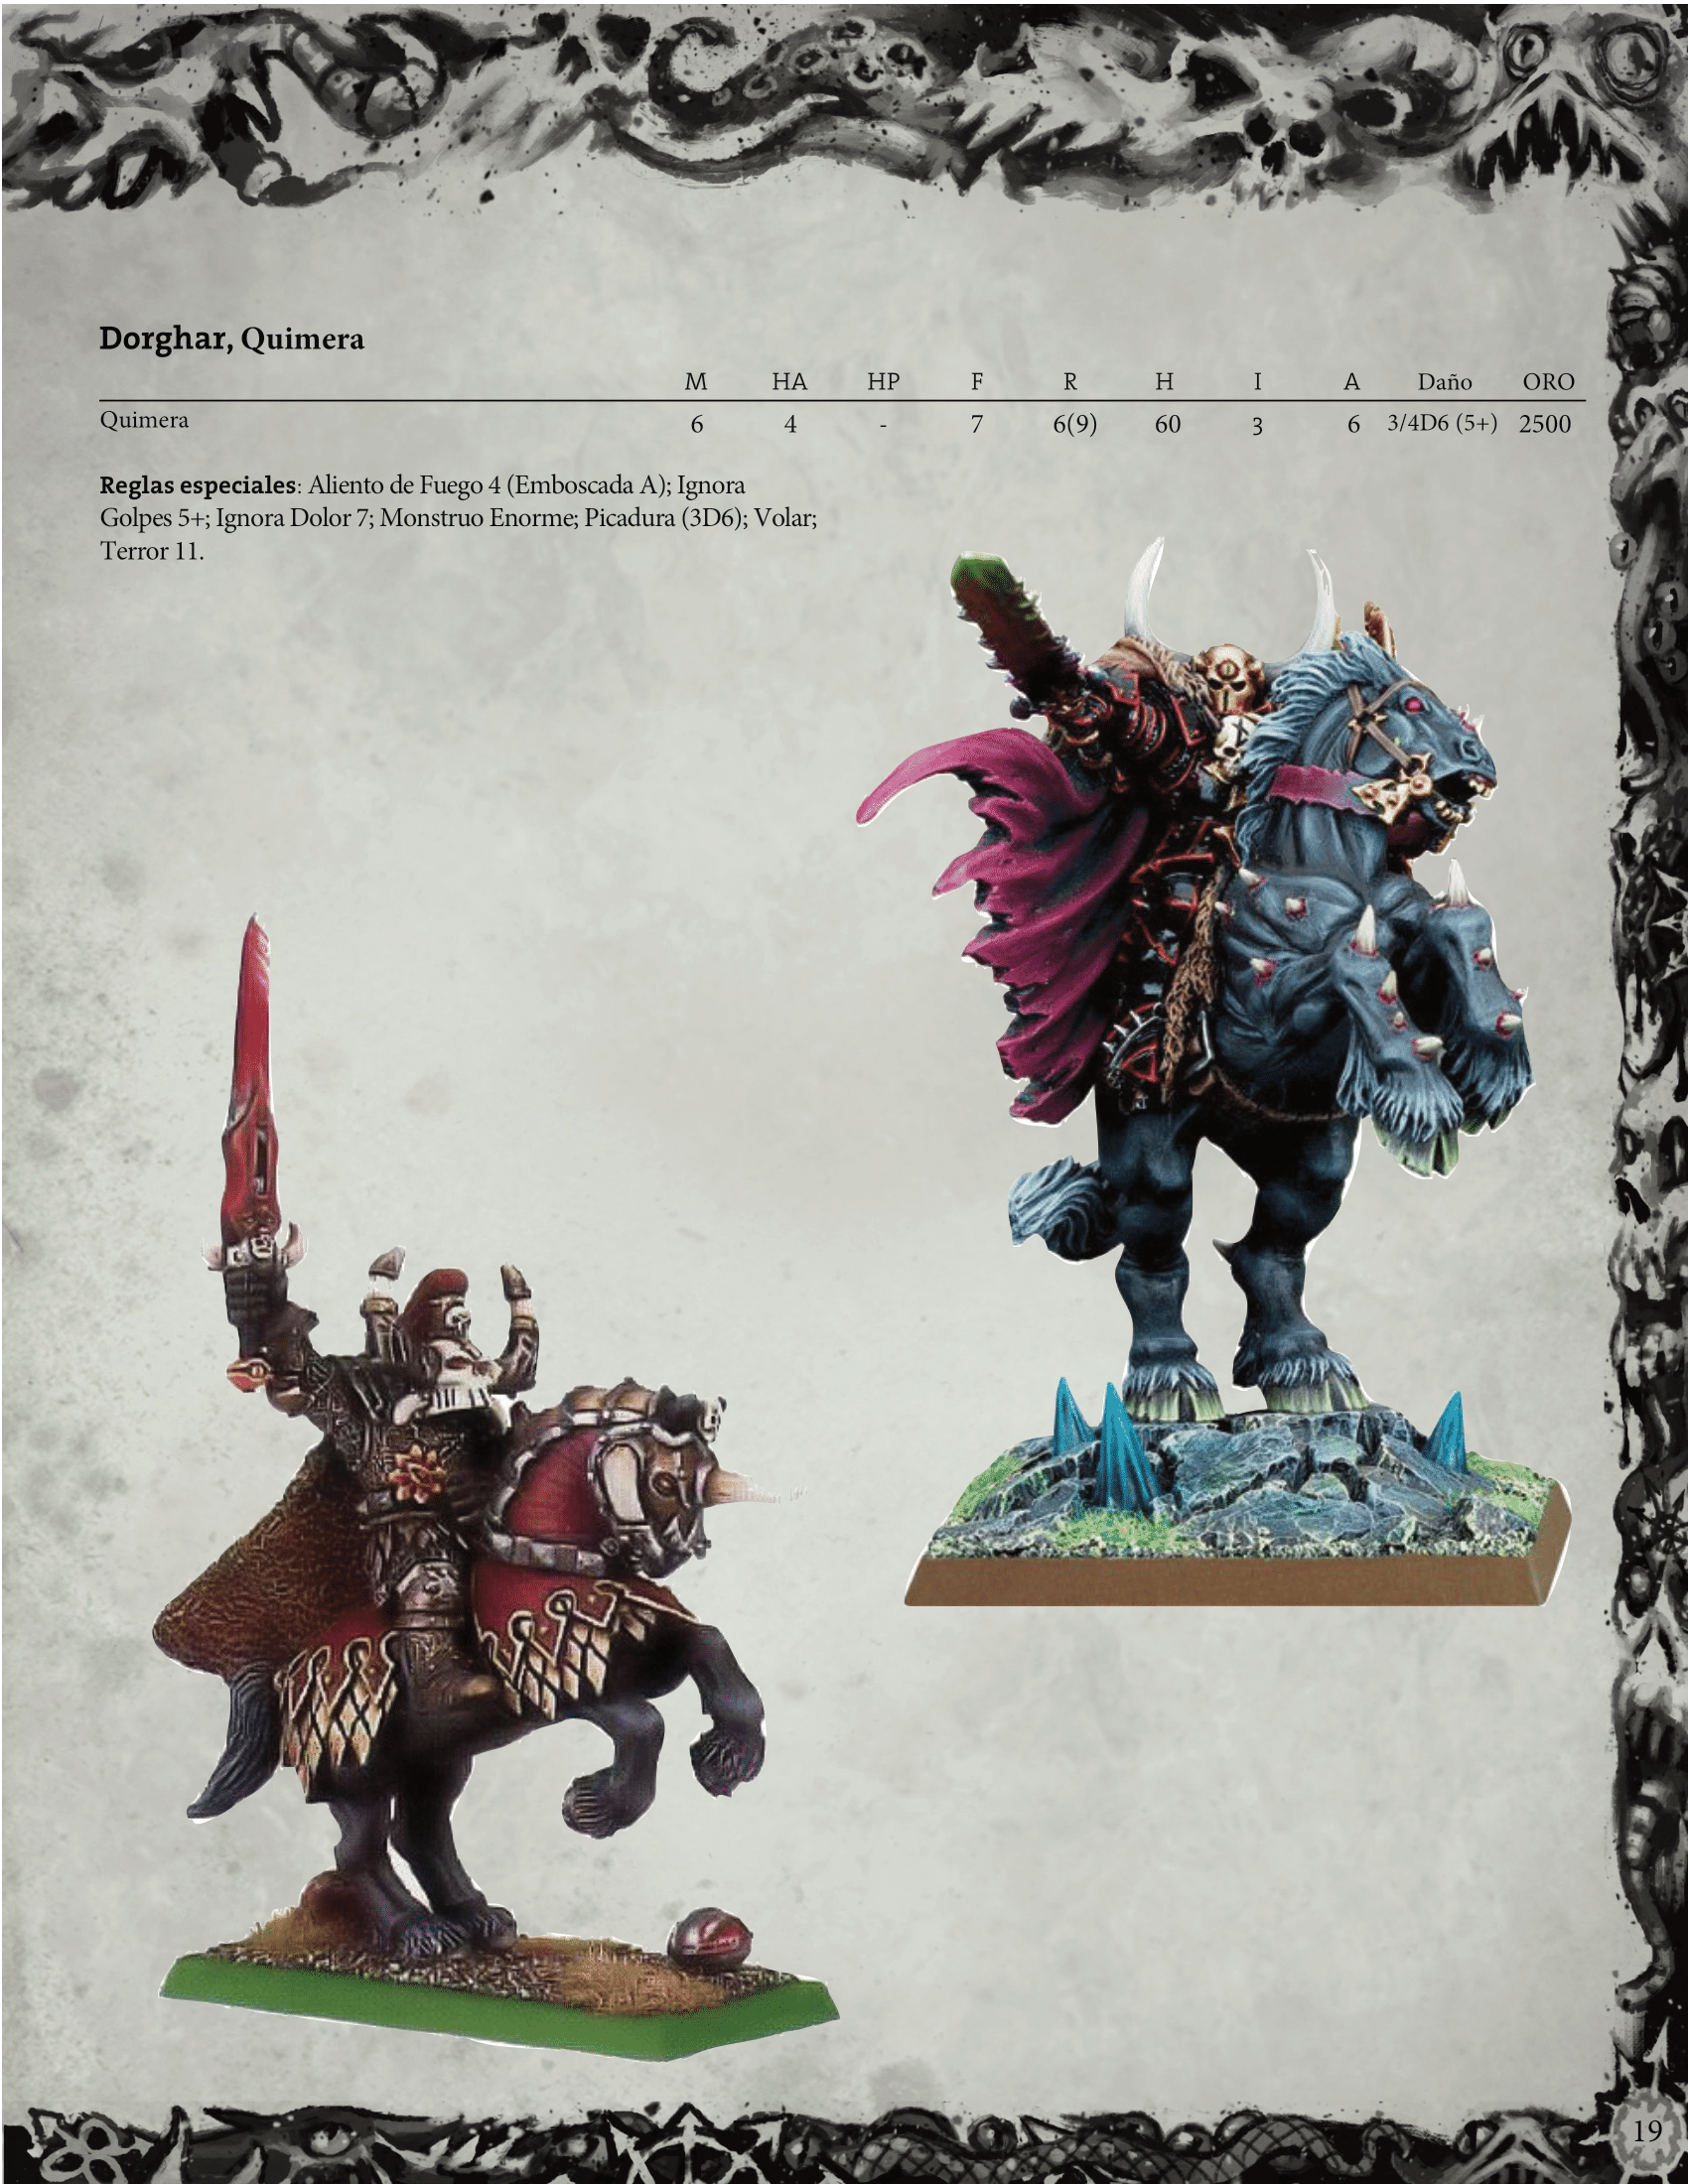 Dorghar, Quimera
M HA HP F R H I A Daño ORO
Quimera 6 4 - 7 6(9) 60 3 6 3/4D6 (5+) 2500
Reglas especiales: Aliento de Fuego 4 (Emboscada A); Ignora
Golpes 5+; Ignora Dolor 7; Monstruo Enorme; Picadura (3D6); Volar;
Terror 11.
19